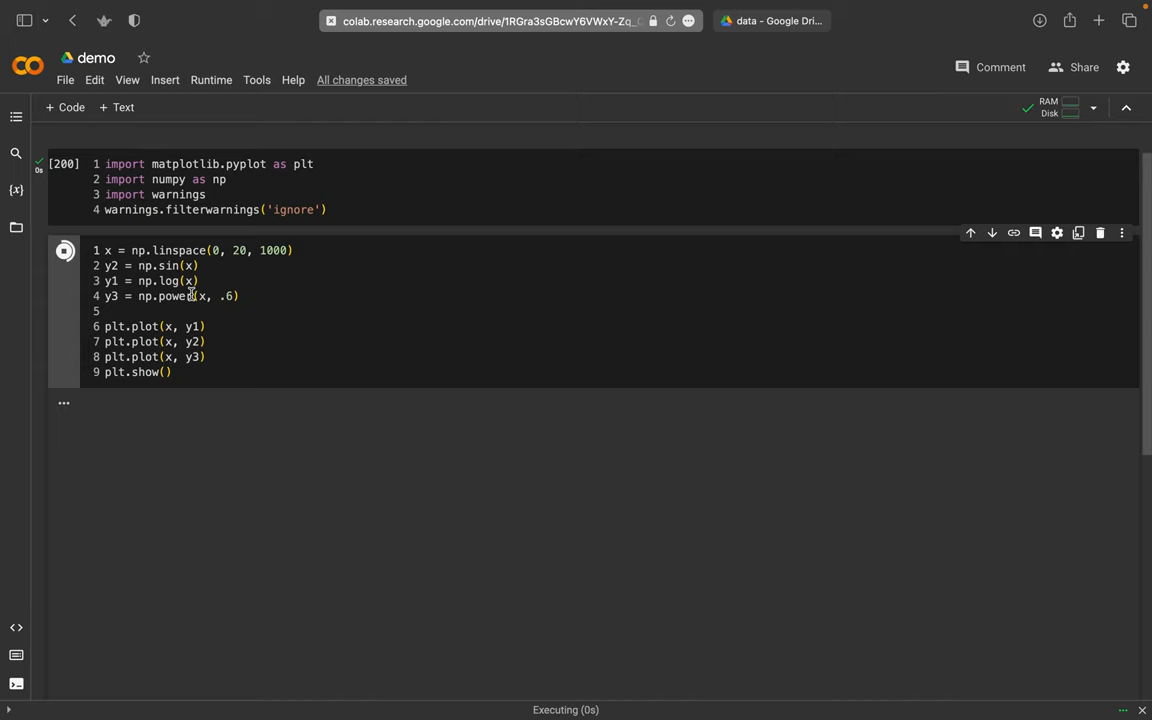 colab.research.google.com/drive/1RGra3sGBcwY6VWxY-Zq_
data - Google Dri...
demo
File Edit View Insert Runtime Tools Help All changes saved
Comment Share
+ Code + Text
RAM
Disk
[200]
0s
1 import matplotlib.pyplot as plt
2 import numpy as np
3 import warnings
4 warnings.filterwarnings('ignore')
1 x = np.linspace(0, 20, 1000)
2 y2 = np.sin(x)
3 y1 = np.log(x)
4 y3 = np.power(x, .6)
5
6 plt.plot(x, y1)
7 plt.plot(x, y2)
8 plt.plot(x, y3)
9 plt.show()
...
Executing (0s)